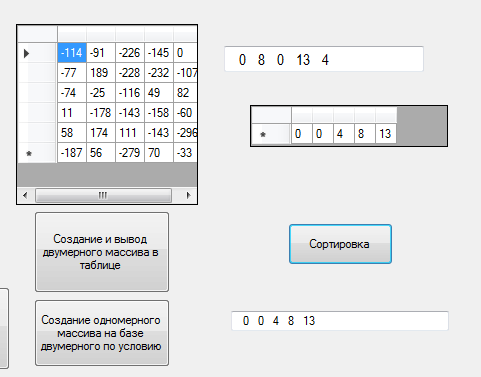 -114 -91 -226 -145 0
-77 189 -228 -232 -107
-74 -25 -116 49 82
11 -178 -143 -158 -60
58 174 111 -143 -296
-187 56 -279 70 -33
0 8 0 13 4
0 0 4 8 13
Создание и вывод
двумерного массива в
таблице
Сортировка
Создание одномерного
массива на базе
двумерного по условию
0 0 4 8 13